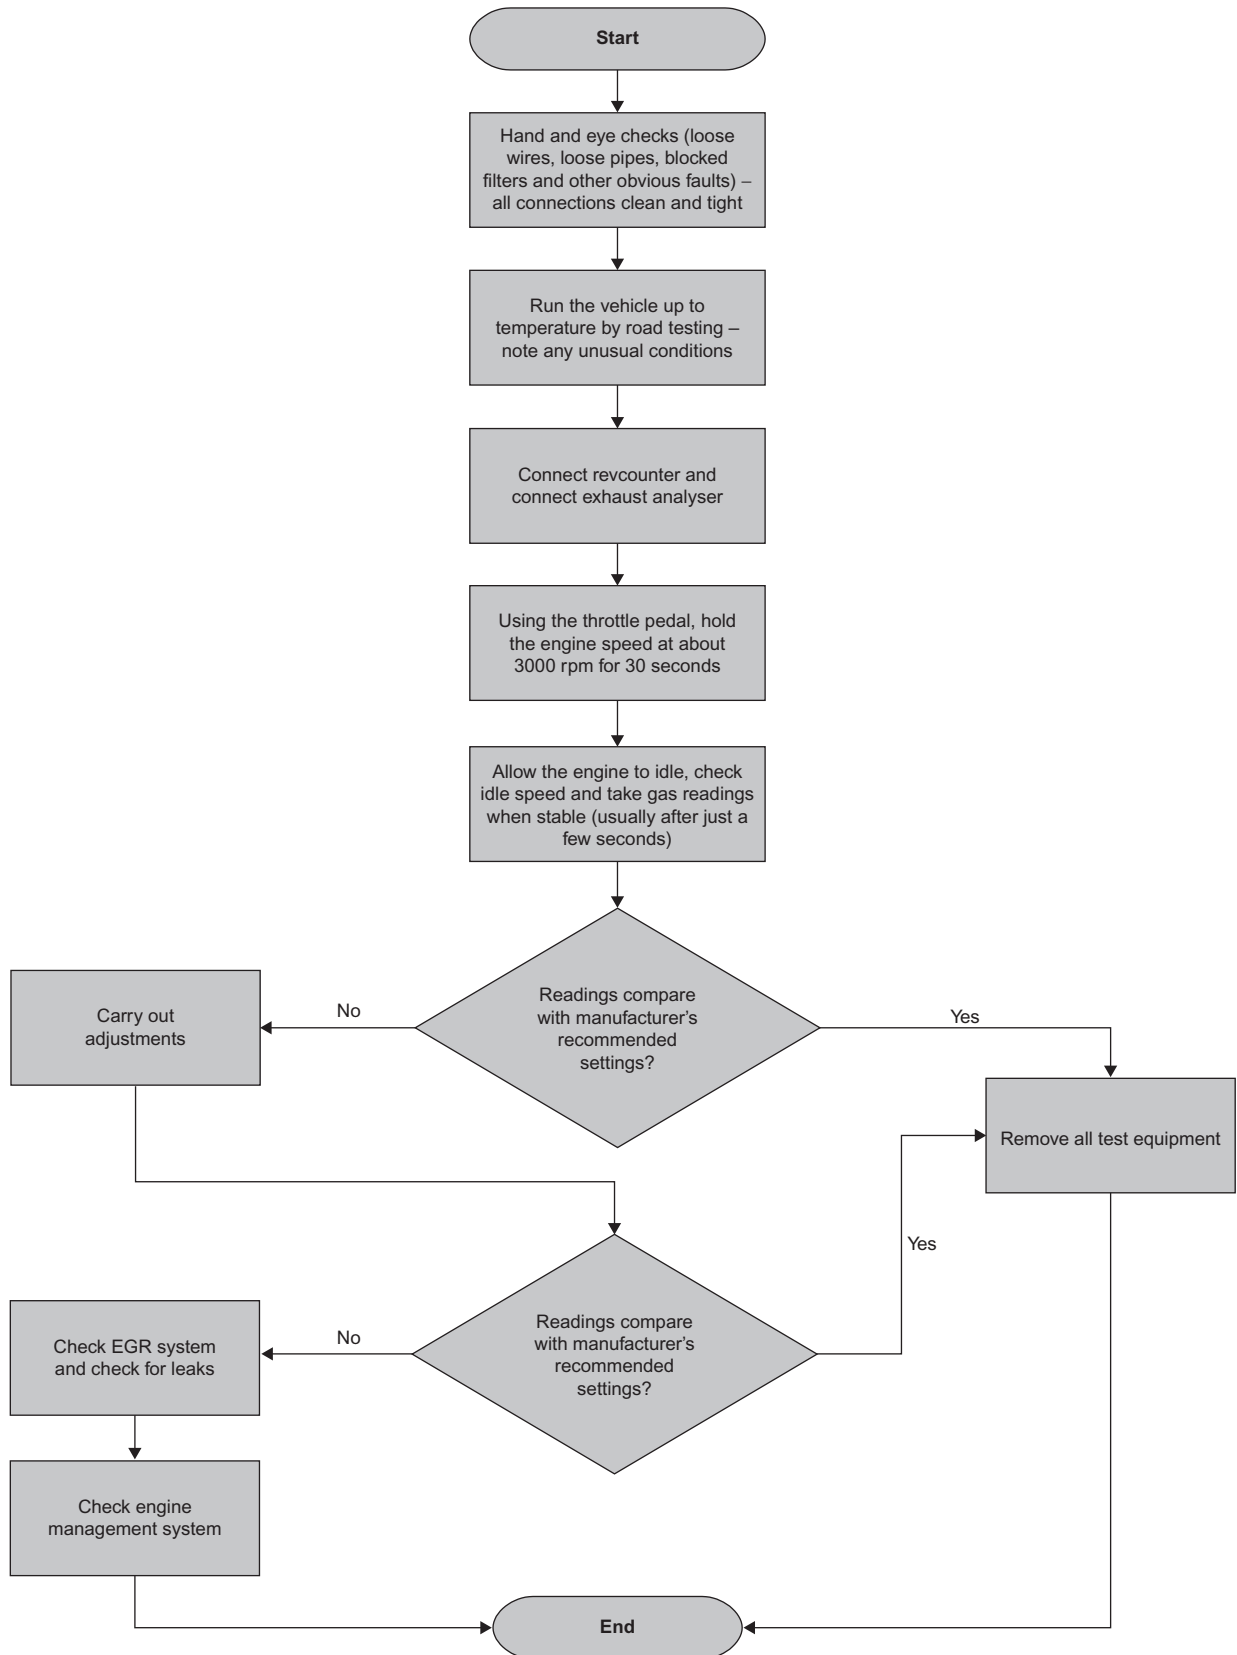 Start
Hand and eye checks (loose
wires, loose pipes, blocked
filters and other obvious faults) –
all connections clean and tight
Run the vehicle up to
temperature by road testing –
note any unusual conditions
Connect revcounter and
connect exhaust analyser
Using the throttle pedal, hold
the engine speed at about
3000 rpm for 30 seconds
Allow the engine to idle, check
idle speed and take gas readings
when stable (usually after just a
few seconds)
Readings compare
with manufacturer's
recommended
settings?
No
Yes
Carry out
adjustments
Remove all test equipment
Readings compare
with manufacturer's
recommended
settings?
No
Yes
Check EGR system
and check for leaks
Check engine
management system
End